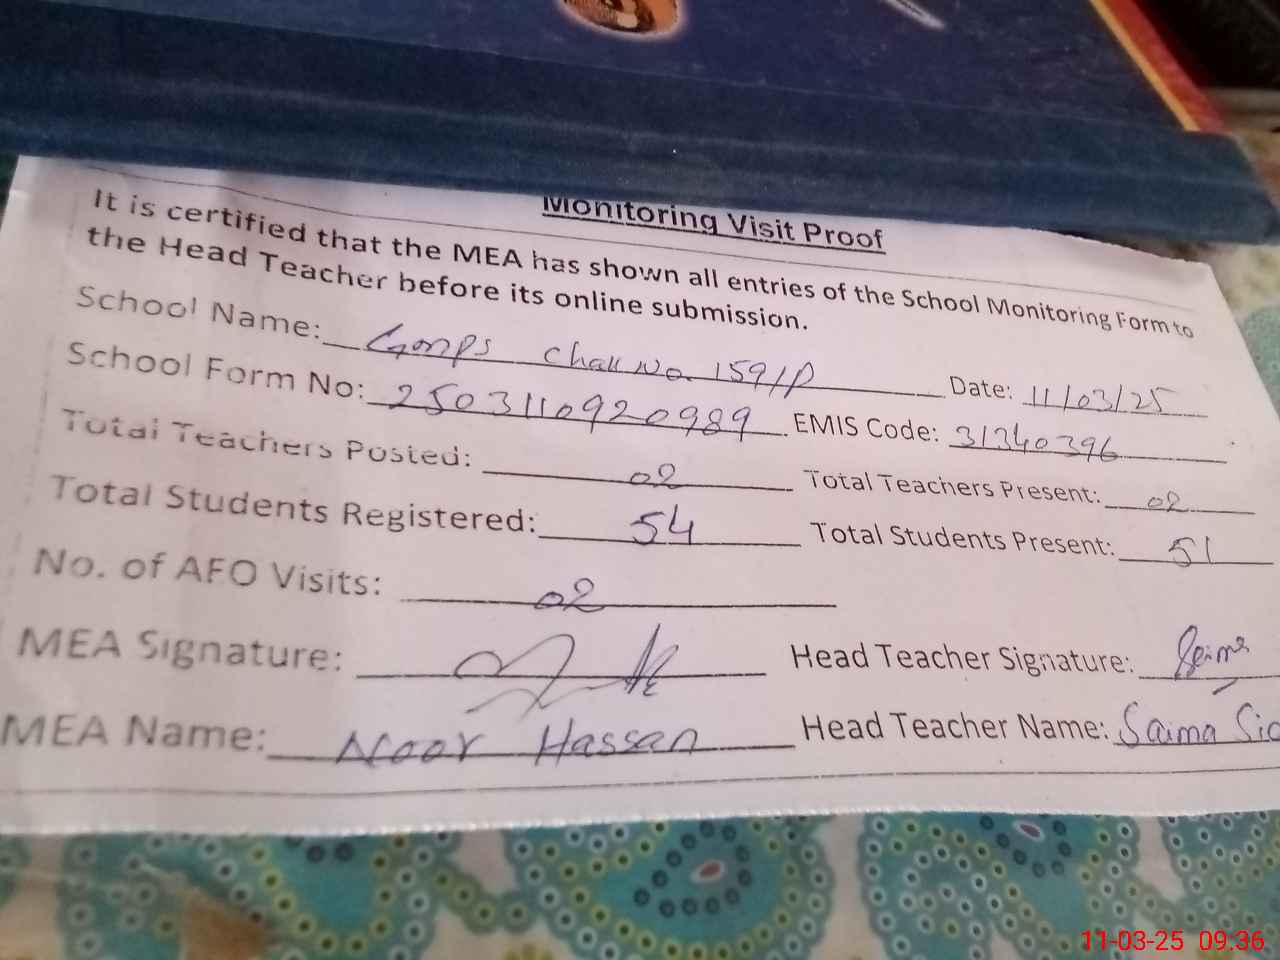 Monitoring Visit Proof
It is certified that the MEA has shown all entries of the School Monitoring Form to
the Head Teacher before its online submission.
School Name: Gmps Chak No. 159/P Date: 11/03/25
School Form No: 2503110920989 EMIS Code: 31340396
Total Teachers Posted: 02 Total Teachers Present: 02
Total Students Registered: 54 Total Students Present: 51
No. of AFO Visits: 02
MEA Signature: Head Teacher Signature:
MEA Name: Noor Hassan Head Teacher Name: Saima
11-03-25 09:36